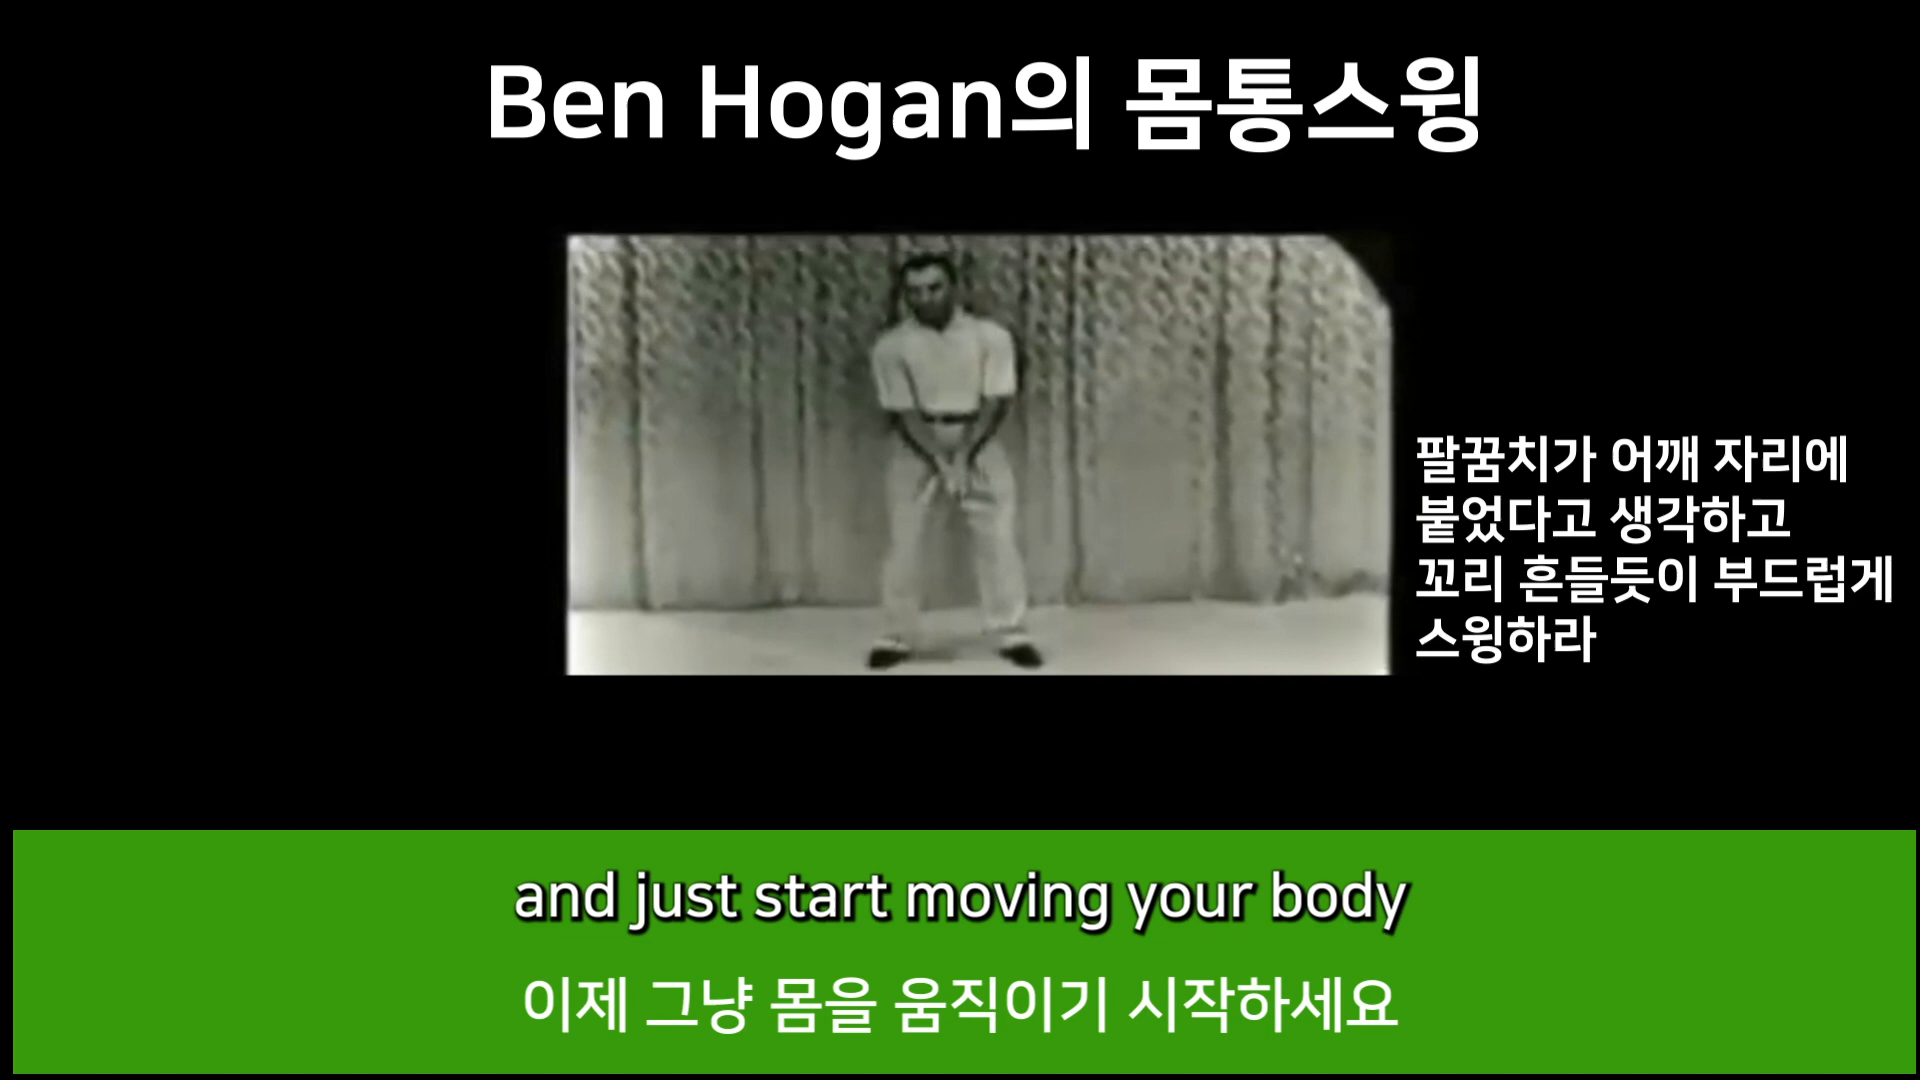 Ben Hogan의 몸통스윙
팔꿈치가 어깨 자리에
붙었다고 생각하고
꼬리 흔들듯이 부드럽게
스윙하라
and just start moving your body
이제 그냥 몸을 움직이기 시작하세요